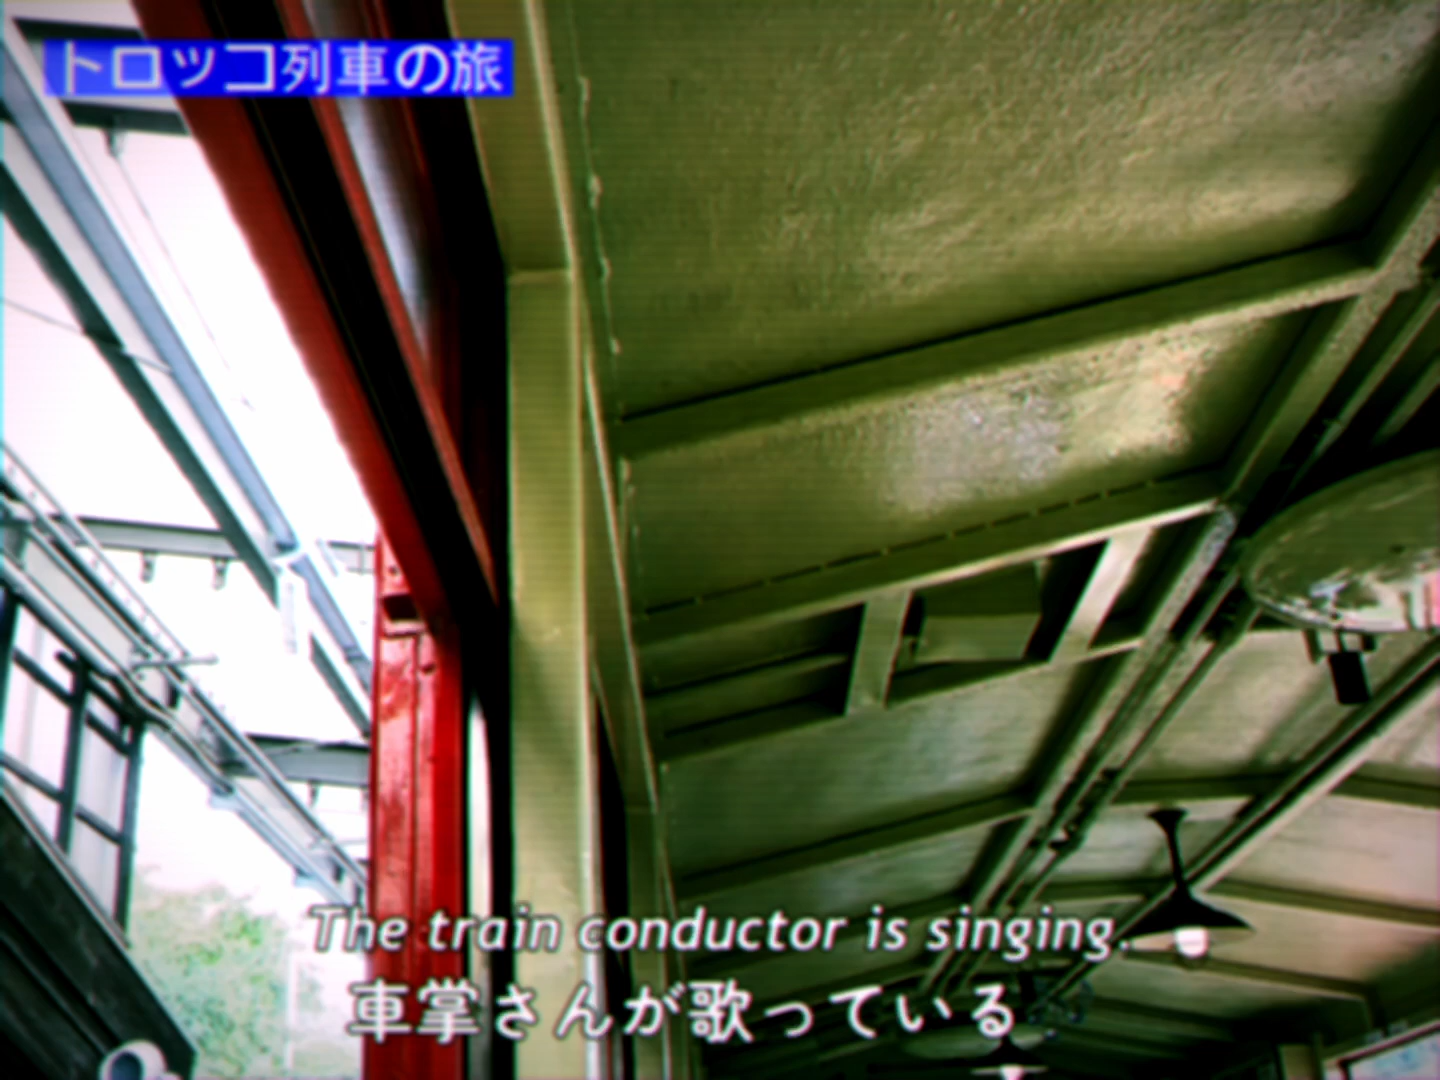 トロッコ列車の旅
The train conductor is singing.
車掌さんが歌っている